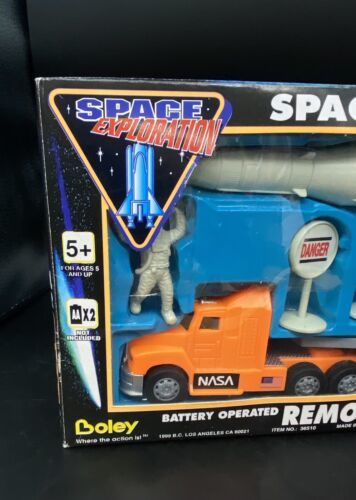 SPACE
EXPLORATION
SPAC
5+
FOR AGES 5
AND UP
X2
NOT
INCLUDED
DANGER
NASA
BATTERY OPERATED REMO
Boley
Where the action is!™
1999 B.C. LOS ANGELES CA 90021
ITEM NO.: 36510
MADE